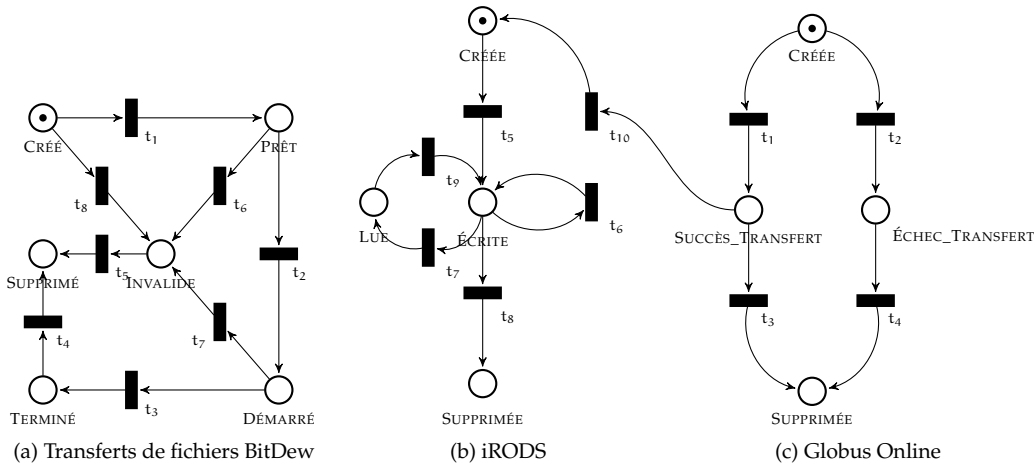 CRÉÉ
t₁
PRÊT
t₈
t₆
SUPPRIMÉ
t₅
INVALIDE
t₂
t₄
t₇
TERMINÉ
t₃
DÉMARRÉ
(a) Transferts de fichiers BitDew
CRÉÉE
t₅
t₁₀
t₉
LUE
ÉCRITE
t₆
t₇
t₈
SUPPRIMÉE
(b) iRODS
CRÉÉE
t₁
t₂
SUCCÈS_TRANSFERT
ÉCHEC_TRANSFERT
t₃
t₄
SUPPRIMÉE
(c) Globus Online